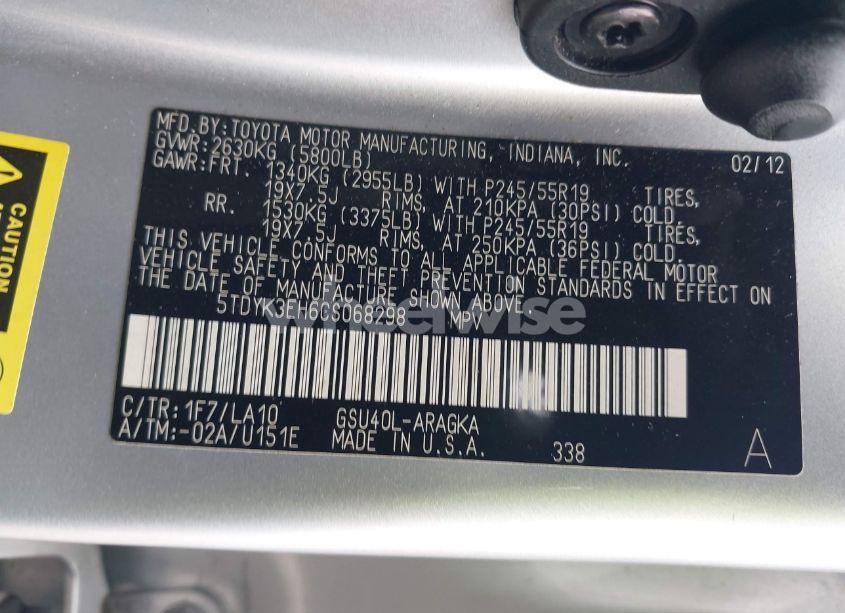 MFD.BY:TOYOTA MOTOR MANUFACTURING, INDIANA, INC. 02/12
GVWR:2630KG (5800LB)
GAWR:FRT. 1340KG (2955LB) WITH P245/55R19 TIRES,
19X7.5J RIMS, AT 210KPA (30PSI) COLD.
RR. 1530KG (3375LB) WITH P245/55R19 TIRES,
19X7.5J RIMS, AT 250KPA (36PSI) COLD.
THIS VEHICLE CONFORMS TO ALL APPLICABLE FEDERAL MOTOR
VEHICLE SAFETY AND THEFT PREVENTION STANDARDS IN EFFECT ON
THE DATE OF MANUFACTURE SHOWN ABOVE.
5TDYK3EH6CS068298 MPV
wheelwise
C/TR:1F7/LA10 GSU40L-ARAGKA
A/TM:-02A/U151E MADE IN U.S.A. 338 A
CAUTION